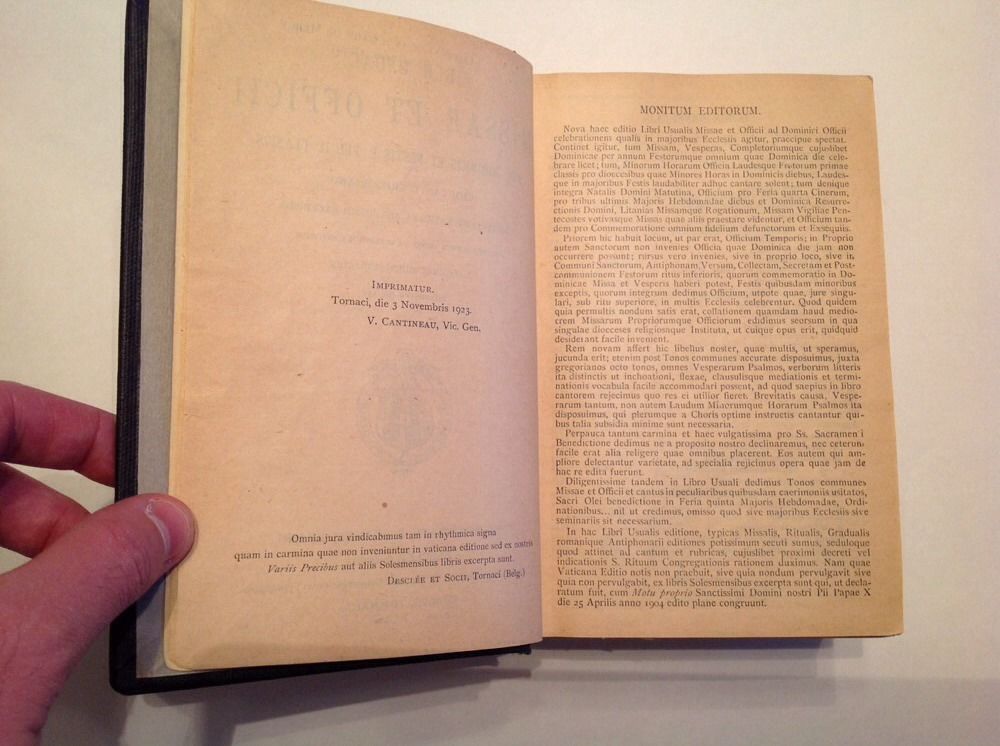 IMPRIMATUR.
Tornaci, die 3 Novembris 1923.
V. CANTINEAU, Vic. Gen.
Omnia jura vindicabimus tam in rhythmica signa
quam in carmina quae non inveniuntur in vaticana editione sed ex nostris
Variis Precibus aut aliis Solesmensibus libris excerpta sunt.
DESCLÉE ET SOCII, Tornaci (Belg.)
MONITUM EDITORUM.
Nova haec editio Libri Usualis Missae et Officii ad Dominici Officii
celebrationem qualis in majoribus Ecclesiis agitur, praecipue spectat.
Continet igitur, tum Missam, Vesperas, Completoriumque cujuslibet
Dominicae per annum Festorumque omnium quae Dominica die cele-
brare licet; tum, Minorum Horarum Officia Laudesque Festorum primae
classis pro dioecesibus quae Minores Horas in Dominicis diebus, Laudes-
que in majoribus Festis laudabiliter adhuc cantare solent; tum denique
integra Natalis Domini Matutina, Officium pro Feria quarta Cinerum,
pro tribus ultimis Majoris Hebdomadae diebus et Dominica Resurre-
ctionis Domini, Litanias Missamque Rogationum, Missam Vigiliae Pen-
tecostes votivasque Missas quae aliis praestare videntur, et Officium tan-
dem pro Commemoratione omnium fidelium defunctorum et Exsequiis.
Priorem hic habuit locum, ut par erat, Officium Temporis; in Proprio
autem Sanctorum non invenies Officia quae Dominica die jam non
occurrere possunt; rursus vero invenies, sive in proprio loco, sive in
Communi Sanctorum, Antiphonam, Versum, Collectam, Secretam et Post-
communionem Festorum ritus inferioris, quorum commemoratio in Do-
minicae Missa et Vesperis haberi potest, Festis quibusdam minoribus
exceptis, quorum integrum dedimus Officium, utpote quae, jure singu-
lari, sub ritu superiore, in multis Ecclesiis celebrentur. Quod quidem
quia permultis nondum satis erat, collationem quamdam haud medio-
crem Missarum Propriorumque Officiorum edidimus seorsum in qua
singulae dioceses religiosaque Instituta, ut cuique opus erit, quidquid
desiderant facile invenient.
Rem novam affert hic libellus noster, quae multis, ut speramus,
jucunda erit; etenim post Tonos communes accurate disposuimus, juxta
gregorianos octo tonos, omnes Vesperarum Psalmos, verborum litteris
ita distinctis ut inchoationi, flexae, clausulisque mediationis et termi-
nationis vocabula facile accommodari possent, ad quod saepius in libro
cantorem rejecimus quo res ei utilior fieret. Brevitatis causa, Vespe-
rarum tantum, non autem Laudum Minorumque Horarum Psalmos ita
disposuimus, qui plerumque a Choris optime instructis cantantur qui-
bus talia subsidia minime sunt necessaria.
Perpauca tantum carmina et haec vulgatissima pro Ss. Sacramen i
Benedictione dedimus ne a proposito nostro declinaremus, nec ceterum
facile erat alia religere quae omnibus placerent. Eos autem qui am-
pliore delectantur varietate, ad specialia rejicimus opera quae jam de
hac re edita fuerunt.
Diligentissime tandem in Libro Usuali dedimus Tonos communes
Missae et Officii et cantus in peculiaribus quibusdam caerimoniis usitatos,
Sacri Olei benedictione in Feria quinta Majoris Hebdomadae, Ordi-
nationibus... nil ut credimus, omisso quod sive majoribus Ecclesiis sive
seminariis sit necessarium.
In hac Libri Usualis editione, typicas Missalis, Ritualis, Gradualis
romanique Antiphonarii editiones potissimum secuti sumus, seduloque
quod attinet ad cantum et rubricas, cujuslibet proximi decreti vel
indicationis S. Rituum Congregationis rationem duximus. Nam quae
Vaticana Editio notis non praebuit, sive quia nondum pervulgavit sive
quia non pervulgabit, ex libris Solesmensibus excerpta sunt qui, ut decla-
ratum fuit, cum Motu proprio Sanctissimi Domini nostri Pii Papae X
die 25 Aprilis anno 1904 edito plane congruunt.